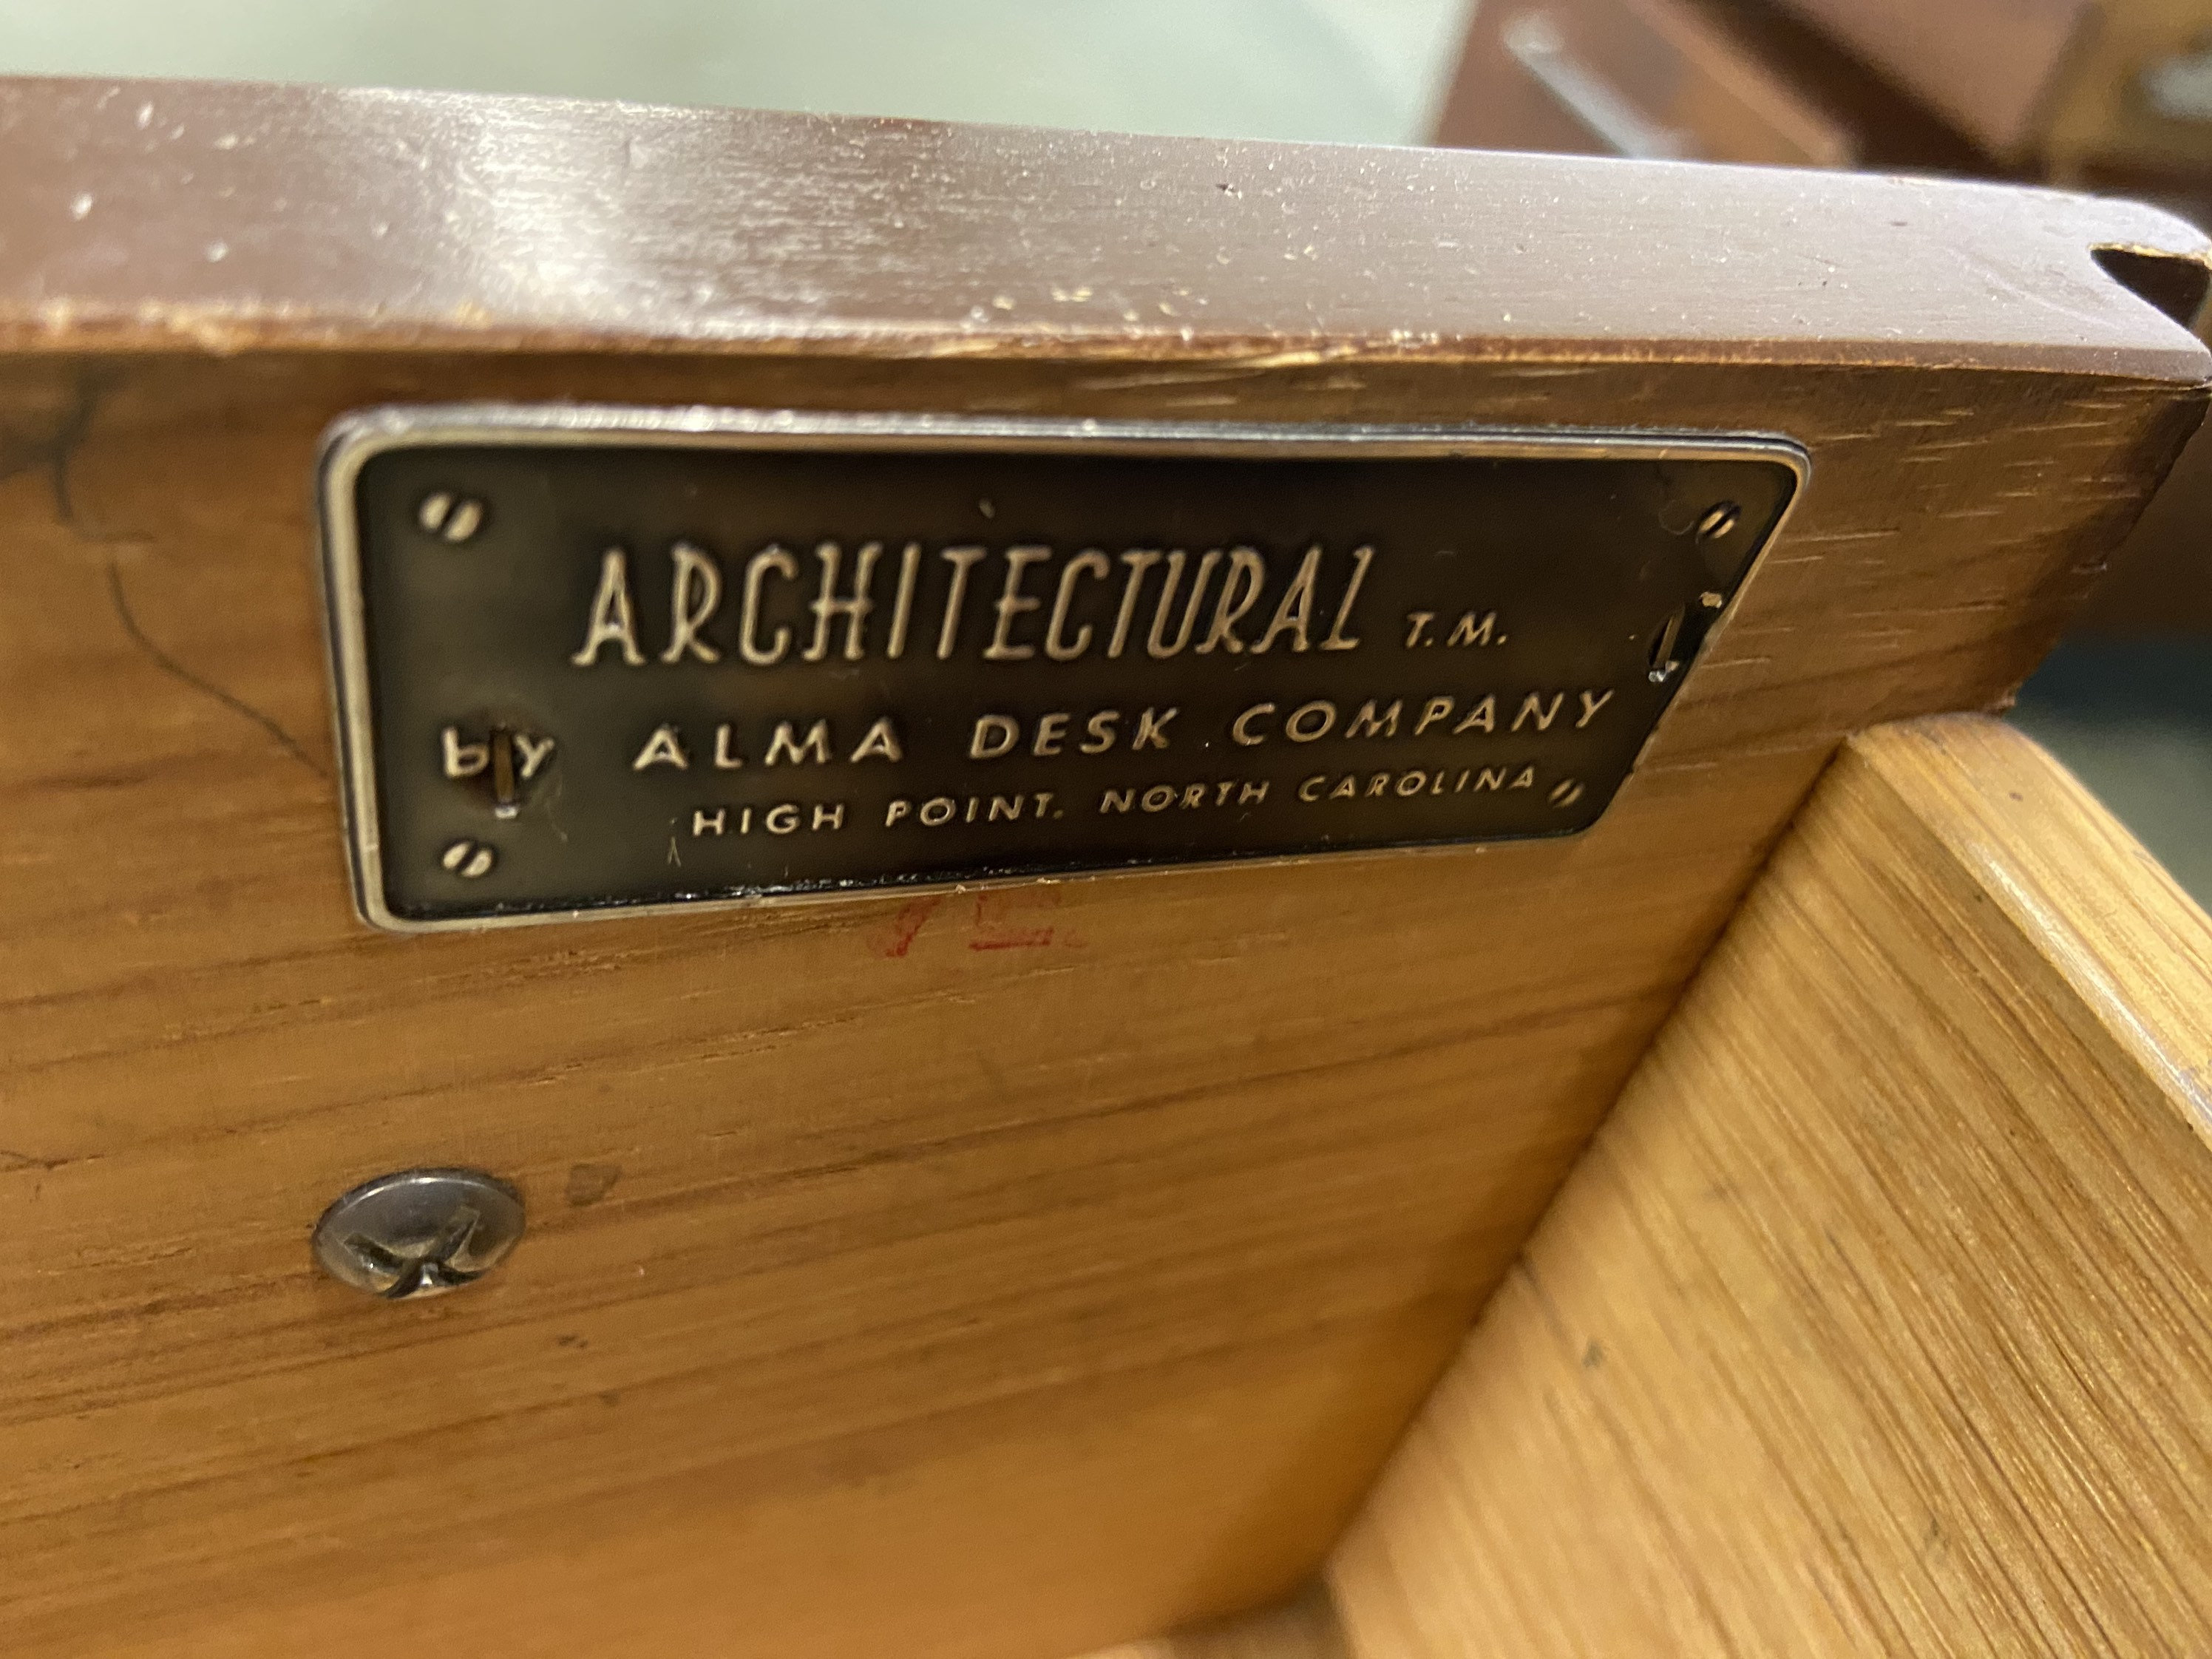 ARCHITECTURAL T.M.
by ALMA DESK COMPANY
HIGH POINT, NORTH CAROLINA